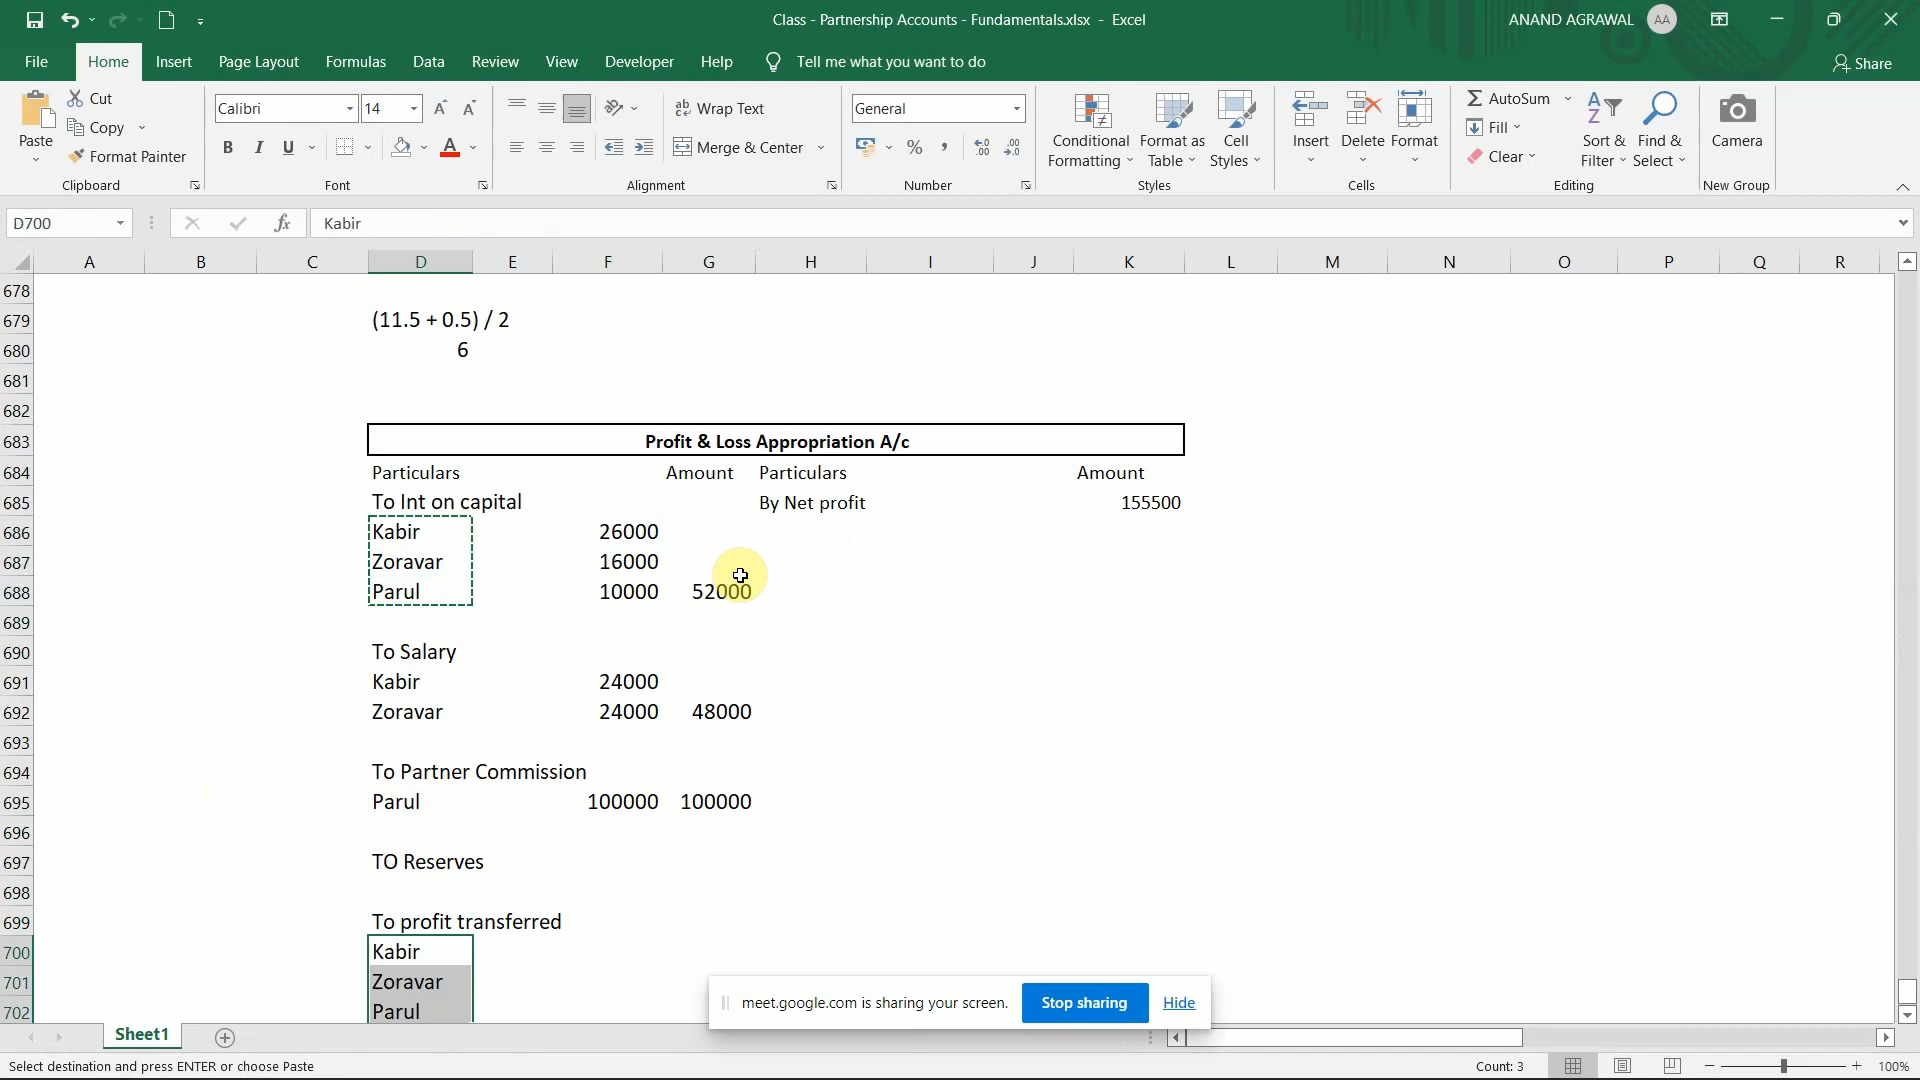 Class - Partnership Accounts - Fundamentals.xlsx - Excel
ANAND AGRAWAL AA
File Home Insert Page Layout Formulas Data Review View Developer Help Tell me what you want to do Share
Paste
Cut
Copy
Format Painter
Clipboard
Calibri 14
B I U
Font
Wrap Text
Merge & Center
Alignment
General
%
Number
Conditional Formatting
Format as Table
Cell Styles
Styles
Insert Delete Format
Cells
AutoSum
Fill
Clear
Sort & Filter
Find & Select
Editing
Camera
New Group
D700 fx Kabir
A B C D E F G H I J K L M N O P Q R
678
679 (11.5 + 0.5) / 2
680 6
681
682
683 Profit & Loss Appropriation A/c
684 Particulars Amount Particulars Amount
685 To Int on capital By Net profit 155500
686 Kabir 26000
687 Zoravar 16000
688 Parul 10000 52000
689
690 To Salary
691 Kabir 24000
692 Zoravar 24000 48000
693
694 To Partner Commission
695 Parul 100000 100000
696
697 TO Reserves
698
699 To profit transferred
700 Kabir
701 Zoravar
702 Parul
meet.google.com is sharing your screen. Stop sharing Hide
Sheet1
Select destination and press ENTER or choose Paste Count: 3 100%